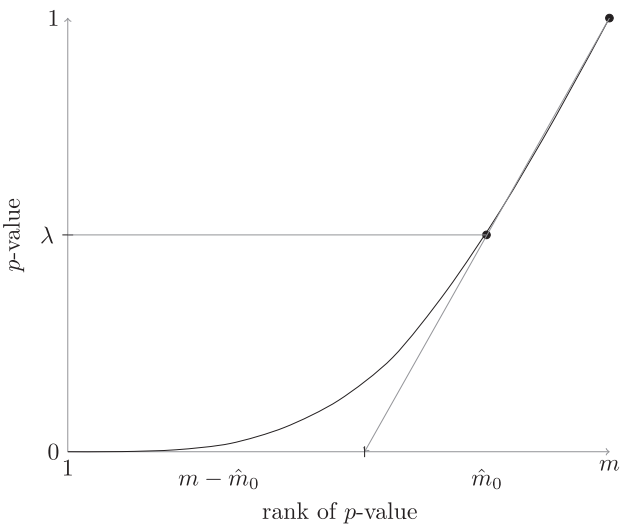 1
p-value
λ
0
1
m − m̂₀
m̂₀
m
rank of p-value